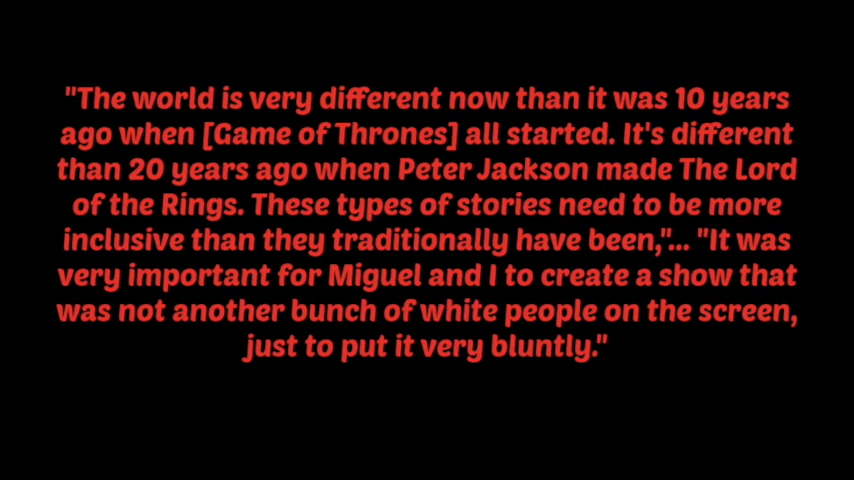 "The world is very different now than it was 10 years
ago when [Game of Thrones] all started. It's different
than 20 years ago when Peter Jackson made The Lord
of the Rings. These types of stories need to be more
inclusive than they traditionally have been,"... "It was
very important for Miguel and I to create a show that
was not another bunch of white people on the screen,
just to put it very bluntly."